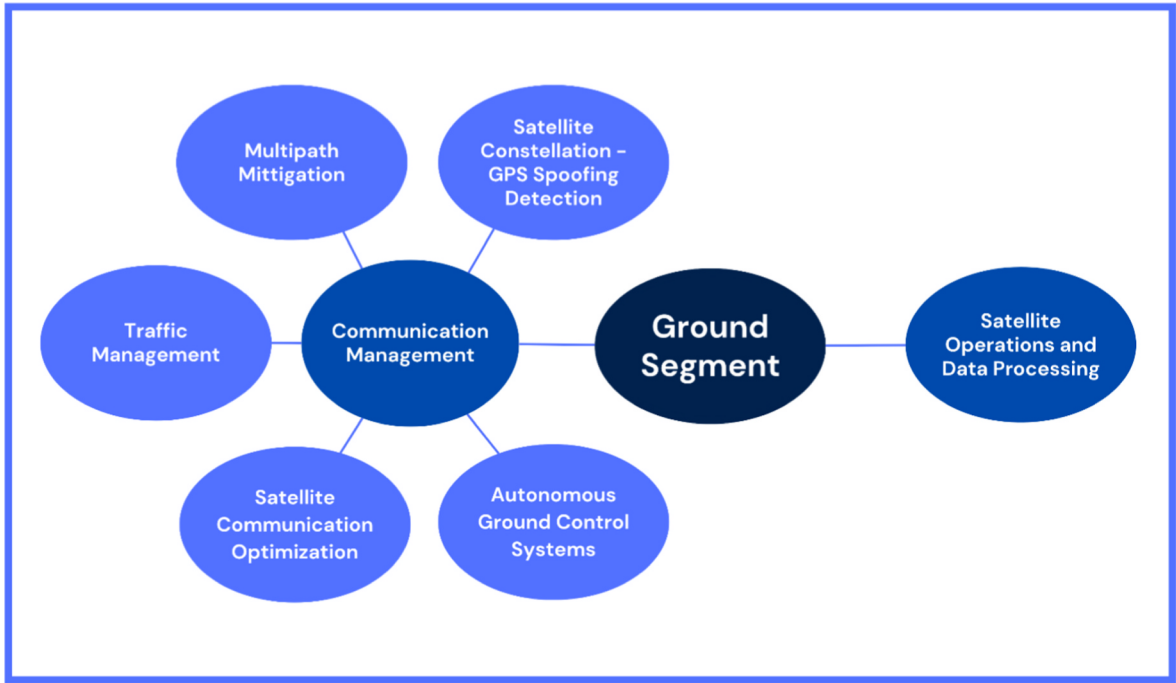 Multipath
Mittigation
Satellite
Constellation -
GPS Spoofing
Detection
Traffic
Management
Communication
Management
Ground
Segment
Satellite
Operations and
Data Processing
Satellite
Communication
Optimization
Autonomous
Ground Control
Systems